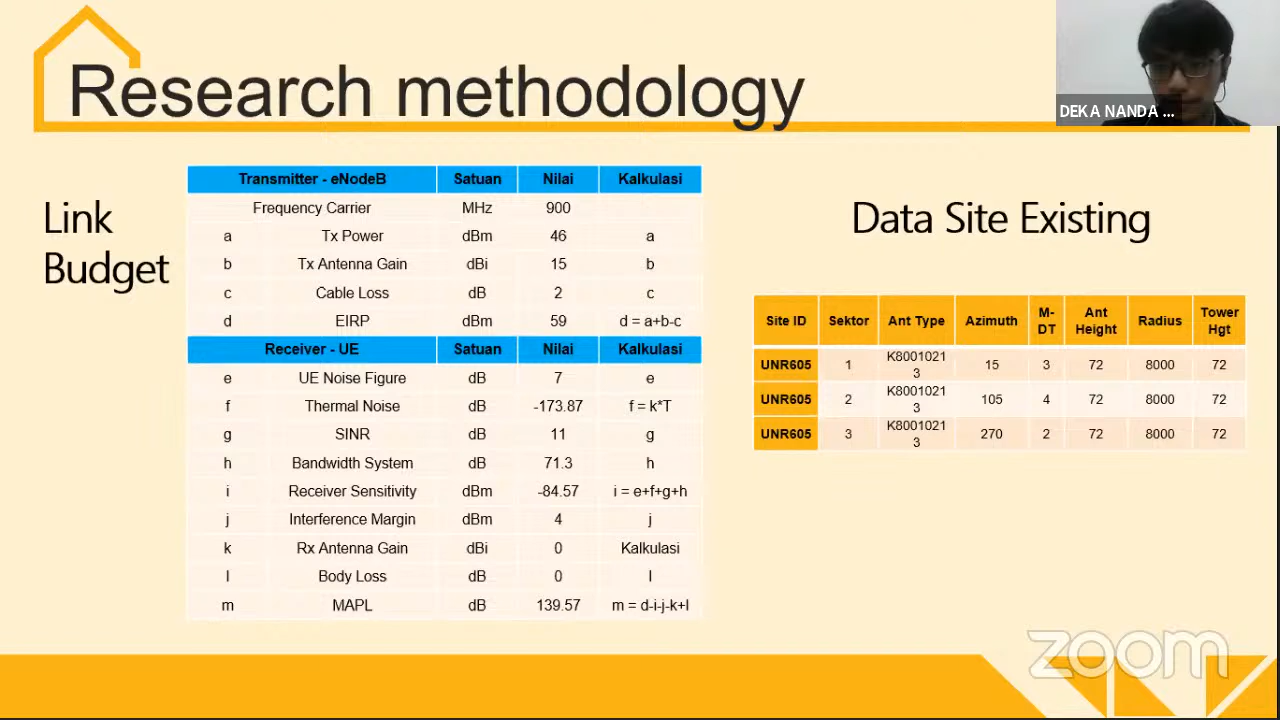 Research methodology
DEKA NANDA ...
Link
Budget
Transmitter - eNodeB Satuan Nilai Kalkulasi
Frequency Carrier MHz 900
a Tx Power dBm 46 a
b Tx Antenna Gain dBi 15 b
c Cable Loss dB 2 c
d EIRP dBm 59 d = a+b-c
Receiver - UE Satuan Nilai Kalkulasi
e UE Noise Figure dB 7 e
f Thermal Noise dB -173.87 f = k*T
g SINR dB 11 g
h Bandwidth System dB 71.3 h
i Receiver Sensitivity dBm -84.57 i = e+f+g+h
j Interference Margin dBm 4 j
k Rx Antenna Gain dBi 0 Kalkulasi
l Body Loss dB 0 l
m MAPL dB 139.57 m = d-i-j-k+l
Data Site Existing
Site ID Sektor Ant Type Azimuth M-DT Ant Height Radius Tower Hgt
UNR605 1 K80010213 15 3 72 8000 72
UNR605 2 K80010213 105 4 72 8000 72
UNR605 3 K80010213 270 2 72 8000 72
zoom